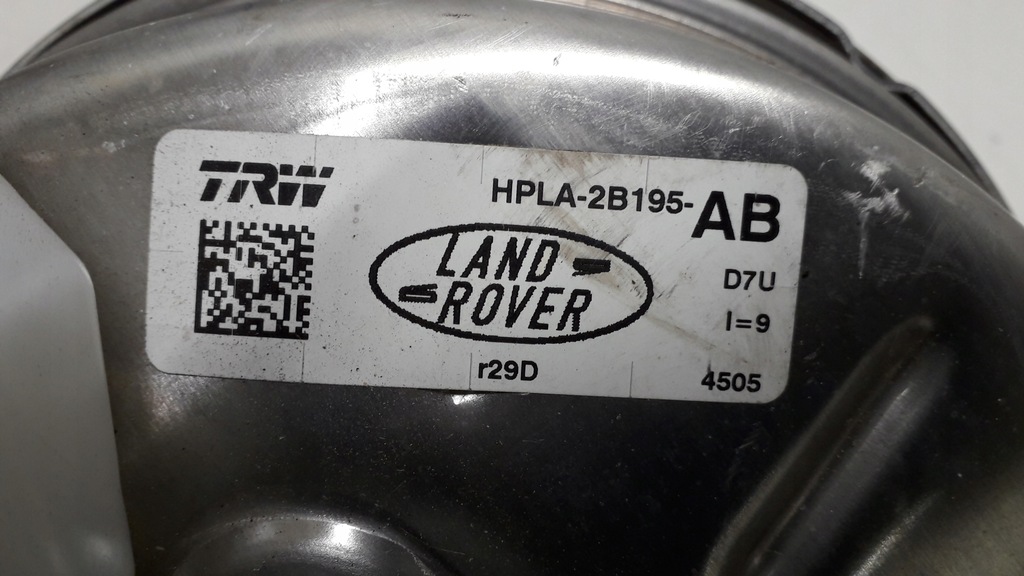 TRW
HPLA-2B195-AB
LAND
ROVER
D7U
I=9
r29D
4505